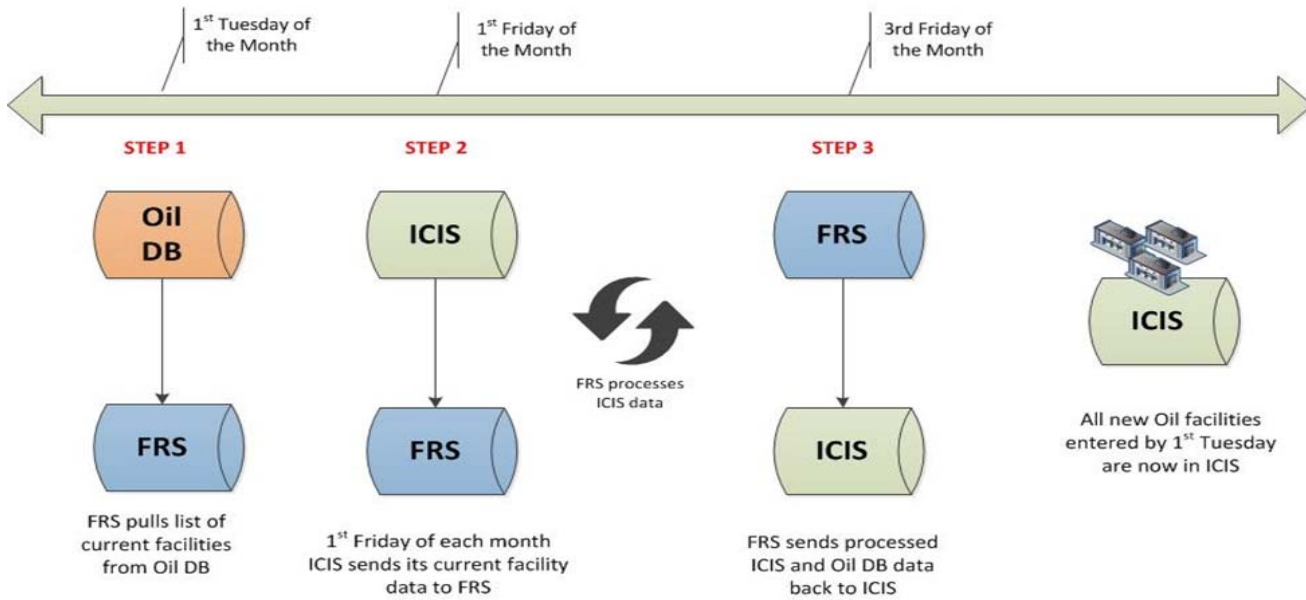 1st Tuesday of
the Month
1st Friday of
the Month
3rd Friday of
the Month
STEP 1
STEP 2
STEP 3
Oil
DB
ICIS
FRS
ICIS
FRS processes
ICIS data
FRS
FRS
ICIS
FRS pulls list of
current facilities
from Oil DB
1st Friday of each month
ICIS sends its current facility
data to FRS
FRS sends processed
ICIS and Oil DB data
back to ICIS
All new Oil facilities
entered by 1st Tuesday
are now in ICIS